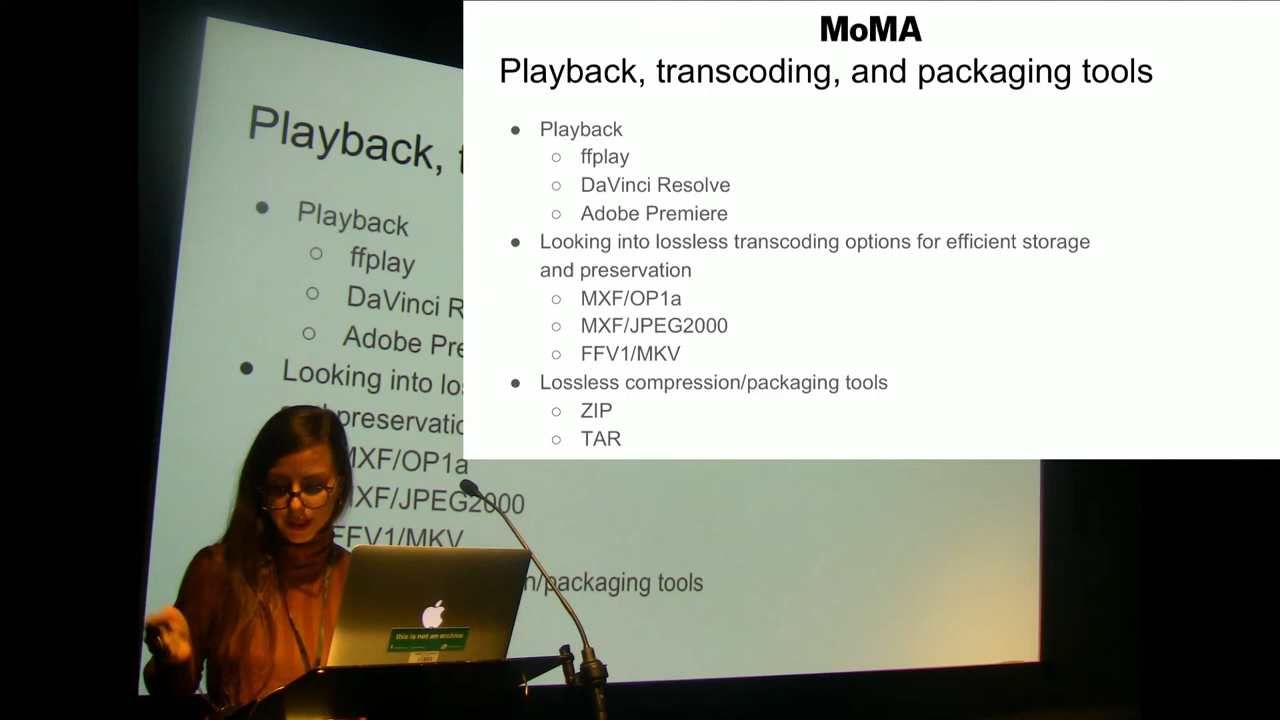 MoMA
Playback, transcoding, and packaging tools
● Playback
○ ffplay
○ DaVinci Resolve
○ Adobe Premiere
● Looking into lossless transcoding options for efficient storage
and preservation
○ MXF/OP1a
○ MXF/JPEG2000
○ FFV1/MKV
● Lossless compression/packaging tools
○ ZIP
○ TAR
Playback,
● Playback
○ ffplay
○ DaVinci R
○ Adobe Pre
● Looking into los
preservatio
MXF/OP1a
MXF/JPEG2000
FFV1/MKV
n/packaging tools
this is not an archive